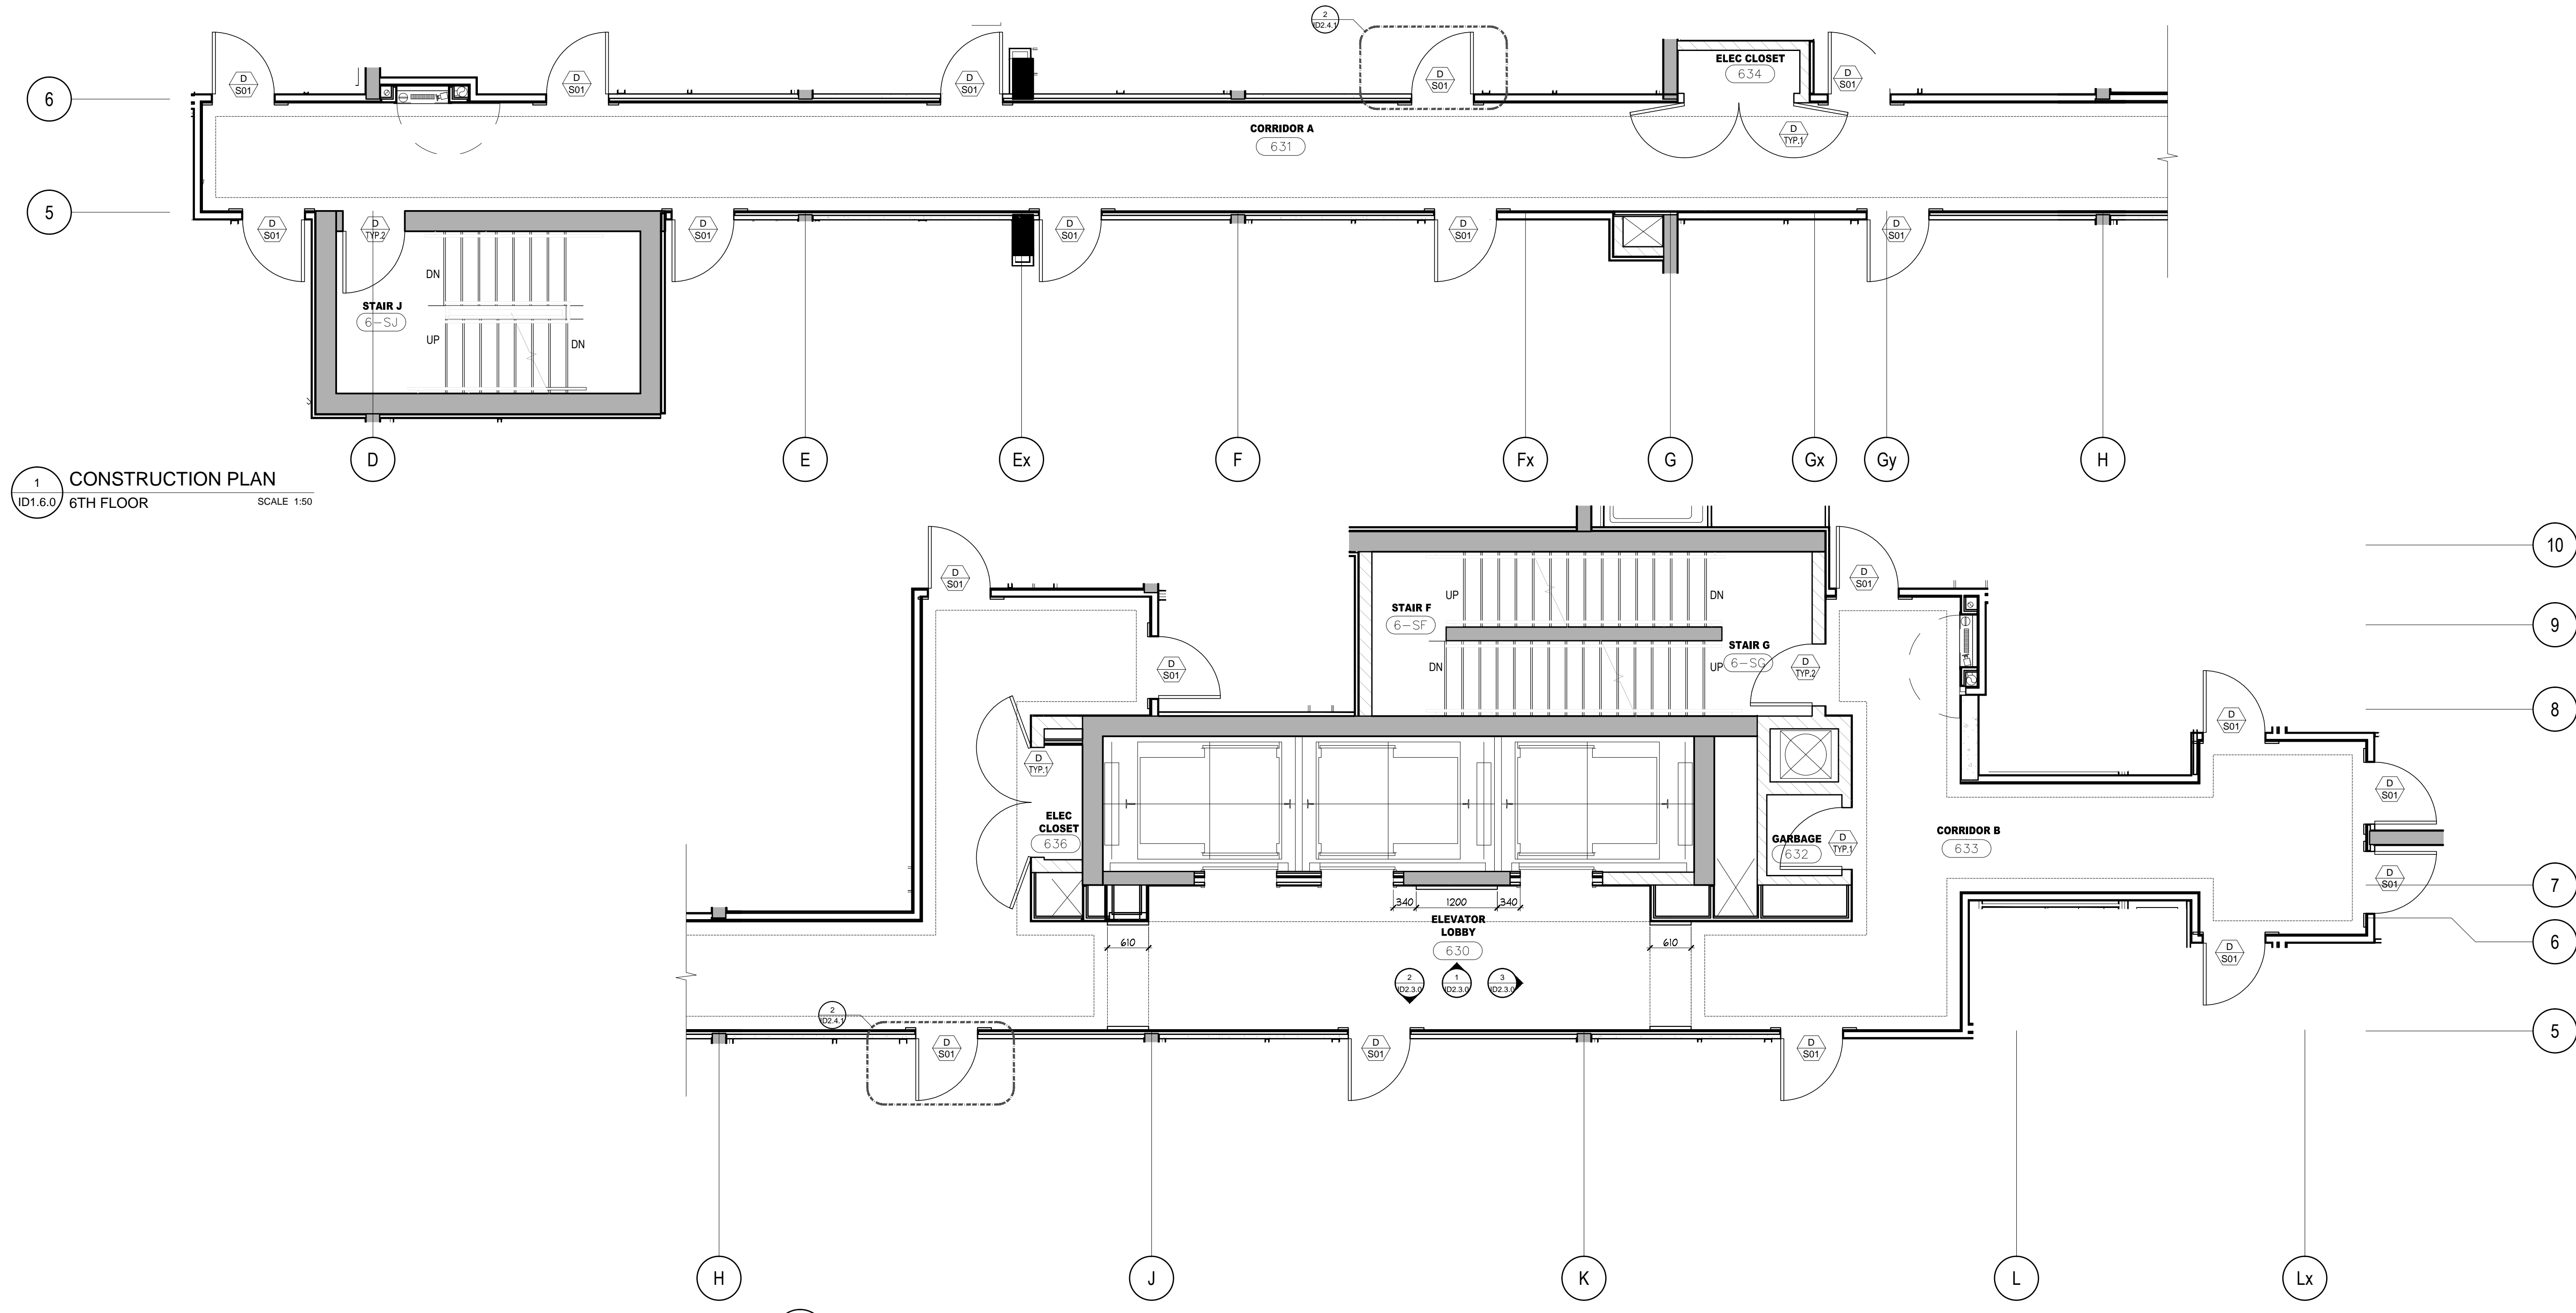 2
ID2.4.1
D
S01
D
S01
D
S01
D
S01
ELEC CLOSET
634
D
S01
6
CORRIDOR A
631
D
TYP.1
5
D
S01
D
TYP.2
D
S01
D
S01
D
S01
D
S01
DN
STAIR J
6-SJ
UP
DN
D
E
Ex
F
Fx
G
Gx
Gy
H
1
ID1.6.0
CONSTRUCTION PLAN
6TH FLOOR
SCALE 1:50
10
D
S01
D
S01
UP
DN
STAIR F
6-SF
9
STAIR G
6-SG
DN
UP
D
S01
D
TYP.2
8
D
S01
D
TYP.1
D
S01
ELEC
CLOSET
636
GARBAGE
632
D
TYP.1
CORRIDOR B
633
D
S01
7
340
1200
340
ELEVATOR
LOBBY
630
610
610
6
D
S01
2
ID2.3.0
1
ID2.3.0
3
ID2.3.0
2
ID2.4.1
5
D
S01
D
S01
D
S01
H
J
K
L
Lx